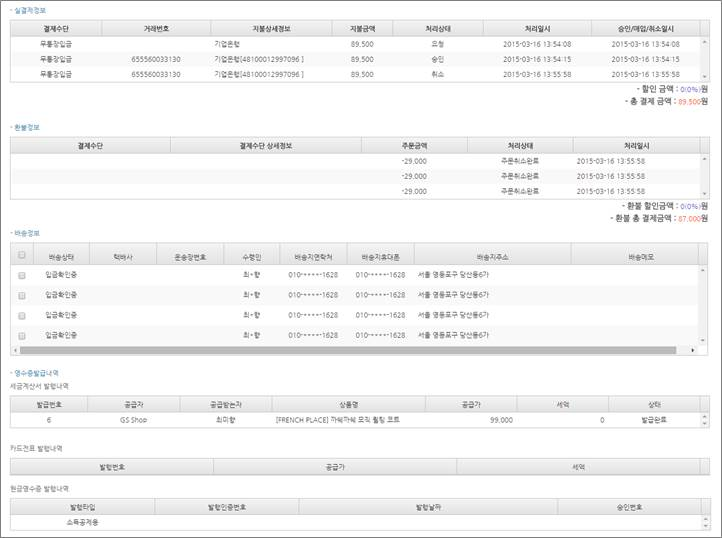 - 실결제정보
결제수단 거래번호 지불상세정보 지불금액 처리상태 처리일시 승인/매입/취소일시
무통장입금 기업은행 89,500 요청 2015-03-16 13:54:08 2015-03-16 13:54:08
무통장입금 655560033130 기업은행[48100012997096 ] 89,500 승인 2015-03-16 13:54:15 2015-03-16 13:54:15
무통장입금 655560033130 기업은행[48100012997096 ] 89,500 취소 2015-03-16 13:55:58 2015-03-16 13:55:58
- 할인 금액 : 0(0%)원
- 총 결제 금액 : 89,500원
- 환불정보
결제수단 결제수단 상세정보 주문금액 처리상태 처리일시
-29,000 주문취소완료 2015-03-16 13:55:58
-29,000 주문취소완료 2015-03-16 13:55:58
-29,000 주문취소완료 2015-03-16 13:55:58
- 환불 할인금액 : 0(0%)원
- 환불 총 결제금액 : 87,000원
- 배송정보
배송상태 택배사 운송장번호 수령인 배송지연락처 배송지휴대폰 배송지주소 배송메모
입금확인중 최*향 010-****-1628 010-****-1628 서울 영등포구 당산동6가
입금확인중 최*향 010-****-1628 010-****-1628 서울 영등포구 당산동6가
입금확인중 최*향 010-****-1628 010-****-1628 서울 영등포구 당산동6가
입금확인중 최*향 010-****-1628 010-****-1628 서울 영등포구 당산동6가
- 영수증발급내역
세금계산서 발행내역
발급번호 공급자 공급받는자 상품명 공급가 세액 상태
6 GS Shop 최미향 [FRENCH PLACE] 까쉐까쉐 모직 퀼팅 코트 99,000 0 발급완료
카드전표 발행내역
발행번호 공급가 세액
현금영수증 발행내역
발행타입 발행인증번호 발행날짜 승인번호
소득공제용